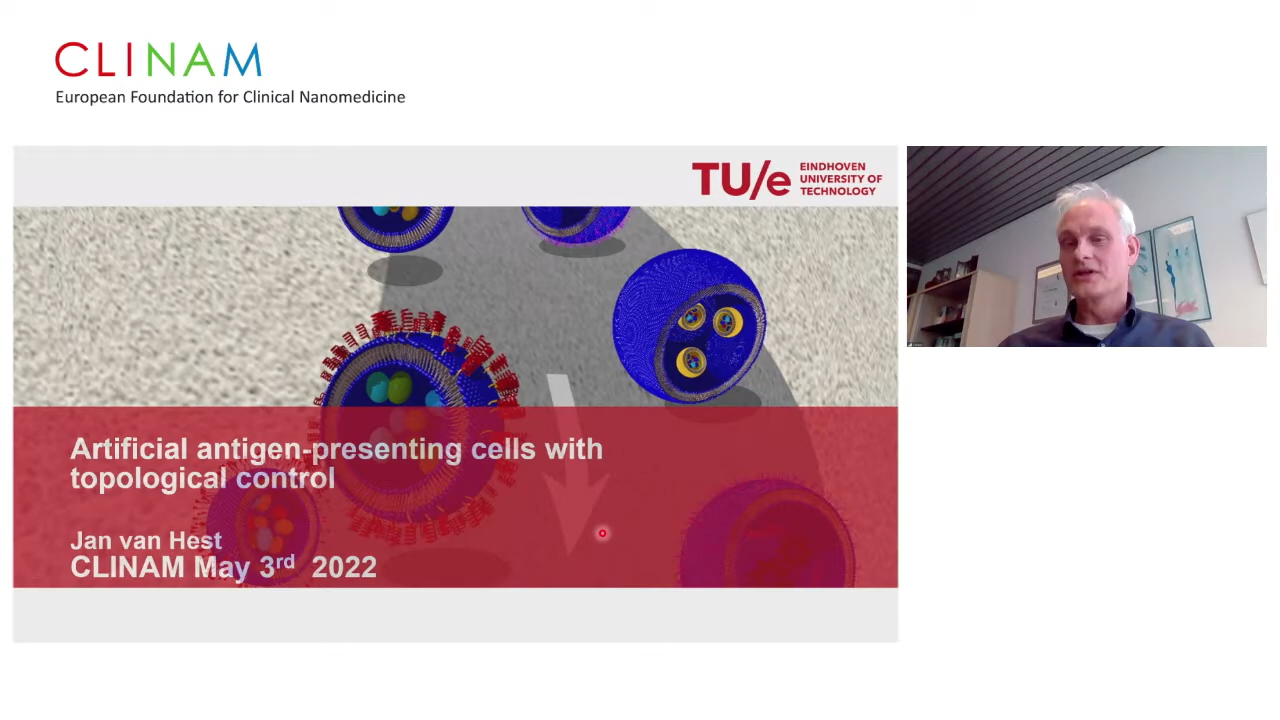 CLINAM
European Foundation for Clinical Nanomedicine
TU/e
EINDHOVEN
UNIVERSITY OF
TECHNOLOGY
Artificial antigen-presenting cells with
topological control
Jan van Hest
CLINAM May 3rd 2022